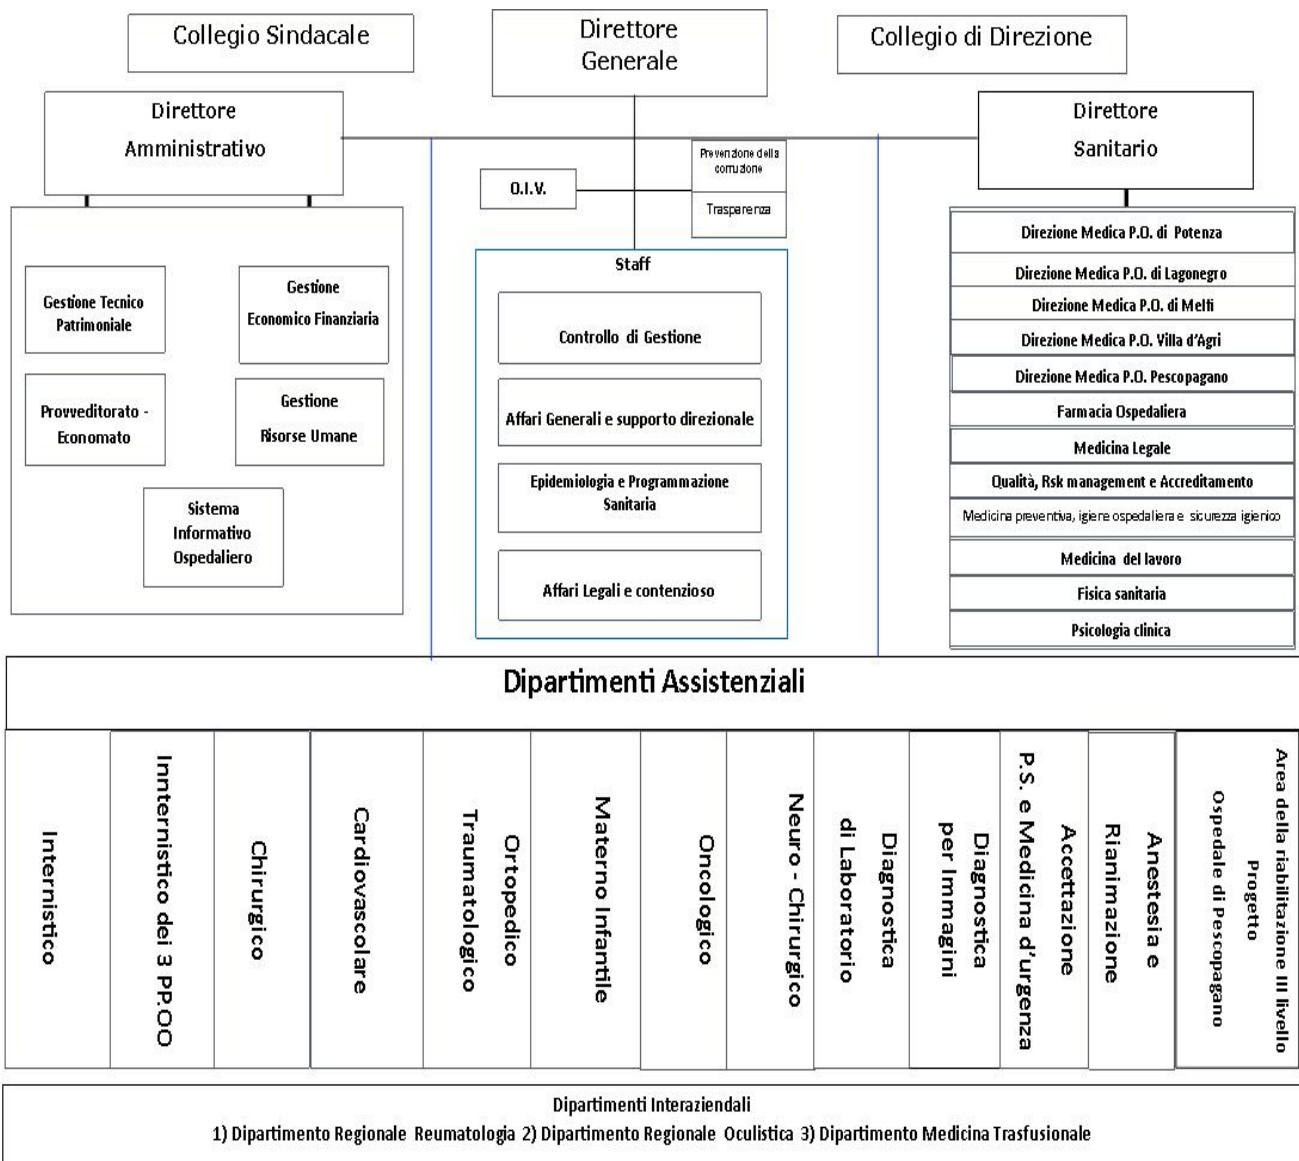 Collegio Sindacale
Direttore
Generale
Collegio di Direzione
Direttore
Amministrativo
Direttore
Sanitario
O.I.V.
Prevenzione della
corruzione
Trasparenza
Gestione Tecnico
Patrimoniale
Gestione
Economico Finanziaria
Provveditorato -
Economato
Gestione
Risorse Umane
Sistema
Informativo
Ospedaliero
Staff
Controllo di Gestione
Affari Generali e supporto direzionale
Epidemiologia e Programmazione
Sanitaria
Affari Legali e contenzioso
Direzione Medica P.O. di Potenza
Direzione Medica P.O. di Lagonegro
Direzione Medica P.O. di Melfi
Direzione Medica P.O. Villa d'Agri
Direzione Medica P.O. Pescopagano
Farmacia Ospedaliera
Medicina Legale
Qualità, Rsk management e Accreditamento
Medicina preventiva, igiene ospedaliera e sicurezza igienico
Medicina del lavoro
Fisica sanitaria
Psicologia clinica
Dipartimenti Assistenziali
Internistico
Innternistico dei 3 PP.OO
Chirurgico
Cardiovascolare
Ortopedico
Traumatologico
Materno Infantile
Oncologico
Neuro - Chirurgico
Diagnostica
di Laboratorio
Diagnostica
per Immagini
Accettazione
P.S. e Medicina d'urgenza
Anestesia e
Rianimazione
Area della riabilitazione III livello
Progetto
Ospedale di Pescopagano
Dipartimenti Interaziendali
1) Dipartimento Regionale Reumatologia 2) Dipartimento Regionale Oculistica 3) Dipartimento Medicina Trasfusionale